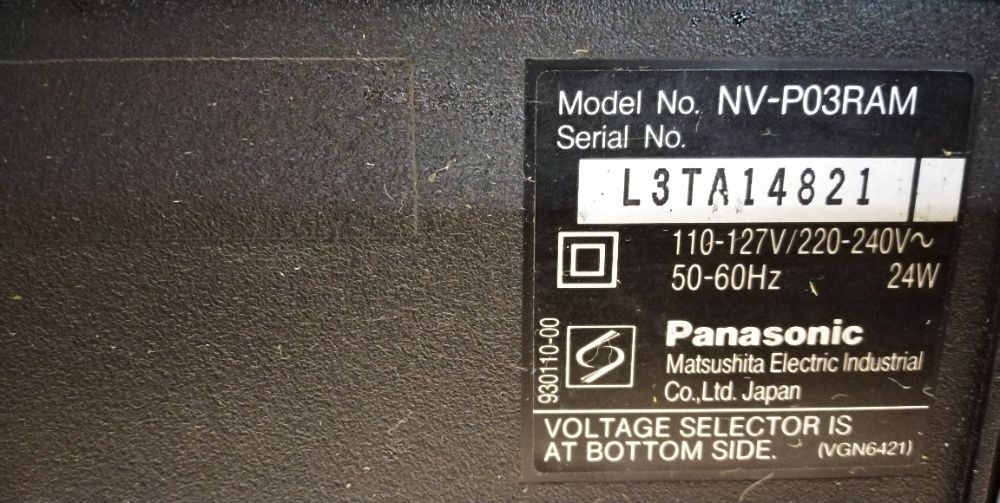 Model No. NV-P03RAM
Serial No.
L3TA14821
110-127V/220-240V~
50-60Hz 24W
930110-00
Panasonic
Matsushita Electric Industrial
Co.,Ltd. Japan
VOLTAGE SELECTOR IS
AT BOTTOM SIDE. (VGN6421)